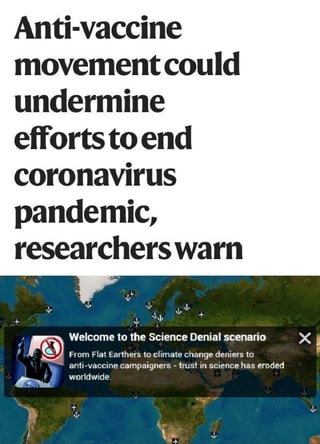 Anti-vaccine
movement could
undermine
efforts to end
coronavirus
pandemic,
researchers warn
Welcome to the Science Denial scenario
From Flat Earthers to climate change deniers to
anti-vaccine campaigners - trust in science has eroded
worldwide.